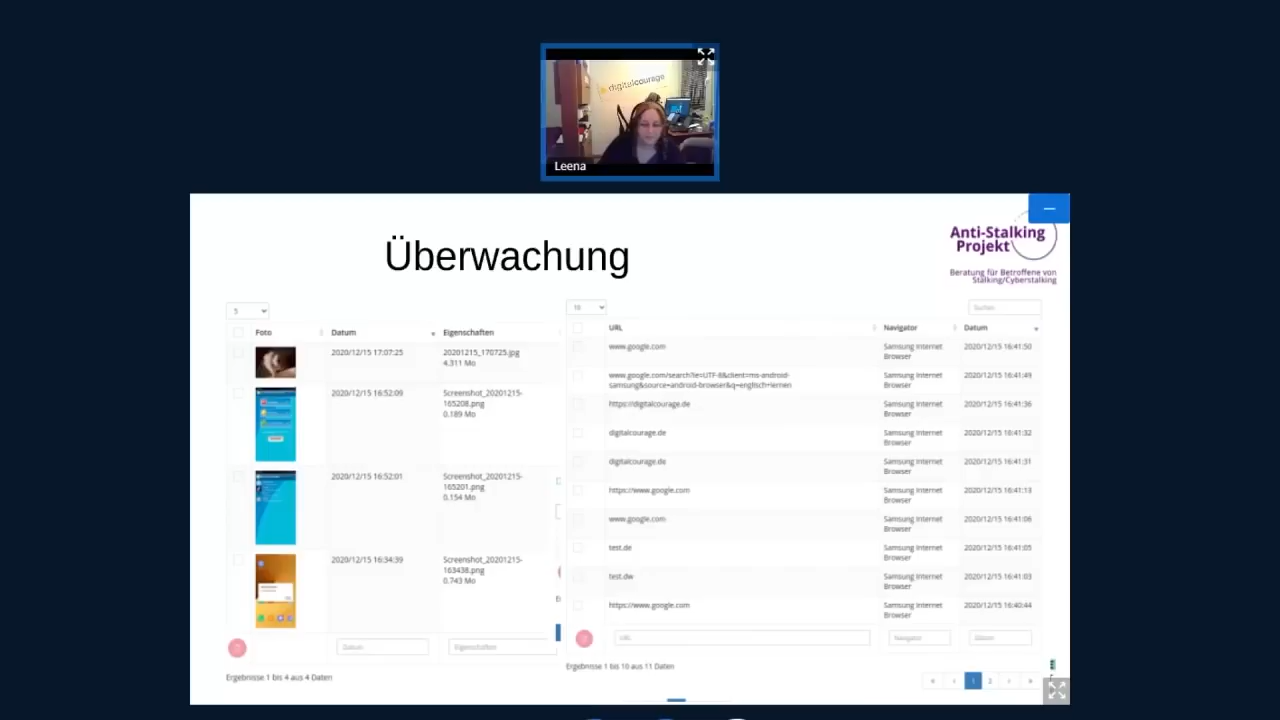 digitalcourage
Leena
Überwachung
Anti-Stalking
Projekt
Beratung für Betroffene von
Stalking/Cyberstalking
5
Foto
Datum
Eigenschaften
2020/12/15 17:07:25
20201215_170725.jpg
4.311 Mo
2020/12/15 16:52:09
Screenshot_20201215-
165208.png
0.189 Mo
2020/12/15 16:52:01
Screenshot_20201215-
165201.png
0.154 Mo
2020/12/15 16:34:39
Screenshot_20201215-
163438.png
0.743 Mo
Datum
Eigenschaften
Ergebnisse 1 bis 4 aus 4 Daten
10
Suchen
URL
Navigator
Datum
www.google.com
Samsung Internet
Browser
2020/12/15 16:41:50
www.google.com/search?ie=UTF-8&client=ms-android-
samsung&source=android-browser&q=englisch+lernen
Samsung Internet
Browser
2020/12/15 16:41:49
https://digitalcourage.de
Samsung Internet
Browser
2020/12/15 16:41:36
digitalcourage.de
Samsung Internet
Browser
2020/12/15 16:41:32
digitalcourage.de
Samsung Internet
Browser
2020/12/15 16:41:31
https://www.google.com
Samsung Internet
Browser
2020/12/15 16:41:13
www.google.com
Samsung Internet
Browser
2020/12/15 16:41:06
test.de
Samsung Internet
Browser
2020/12/15 16:41:05
test.dw
Samsung Internet
Browser
2020/12/15 16:41:03
https://www.google.com
Samsung Internet
Browser
2020/12/15 16:40:44
URL
Navigator
Datum
Ergebnisse 1 bis 10 aus 11 Daten
« ‹ 1 2 › »